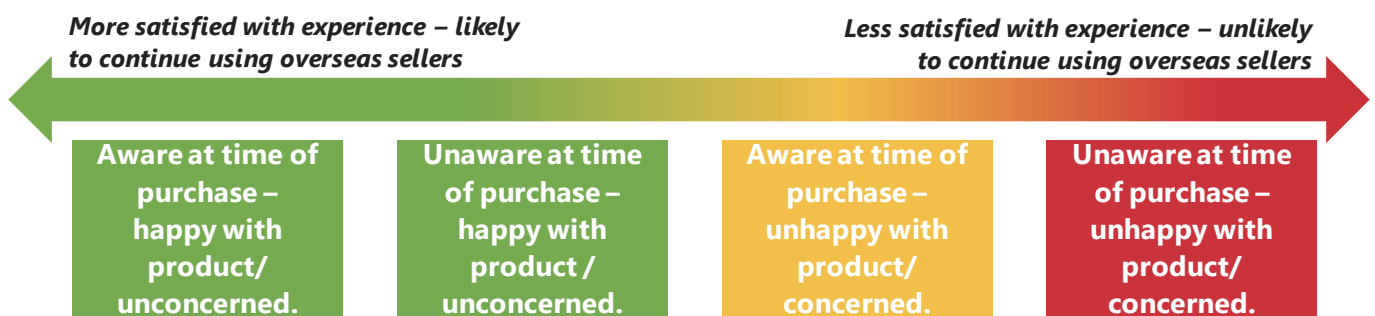 More satisfied with experience – likely
to continue using overseas sellers
Less satisfied with experience – unlikely
to continue using overseas sellers
Aware at time of
purchase –
happy with
product/
unconcerned.
Unaware at time
of purchase –
happy with
product /
unconcerned.
Aware at time of
purchase –
unhappy with
product/
concerned.
Unaware at time
of purchase –
unhappy with
product/
concerned.